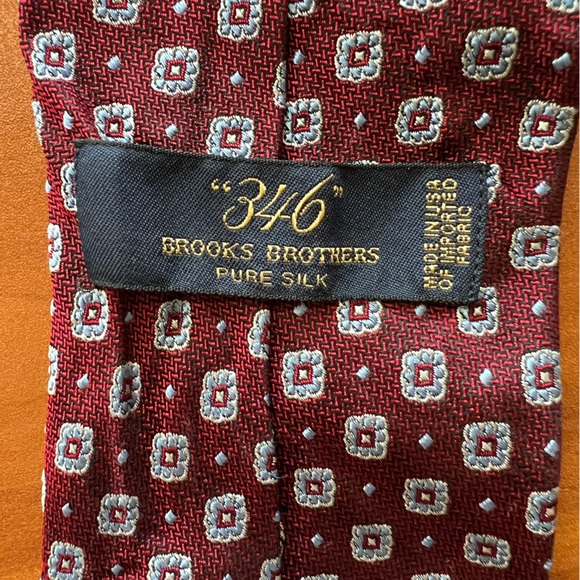 "346"
BROOKS BROTHERS
PURE SILK
MADE IN USA
OF IMPORTED
FABRIC